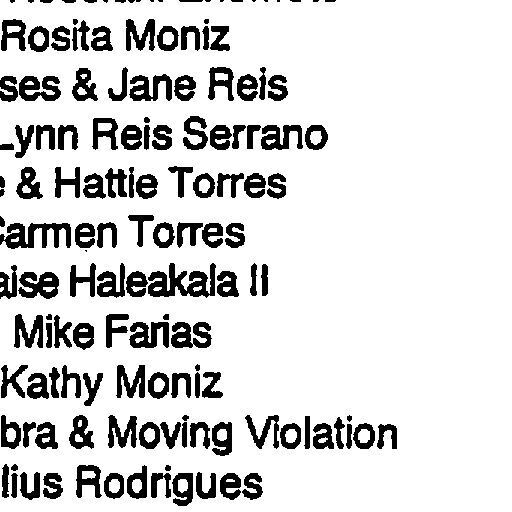 Rosita Moniz
ses & Jane Reis
Lynn Reis Serrano
& Hattie Torres
Carmen Torres
aise Haleakala II
Mike Farias
Kathy Moniz
bra & Moving Violation
lius Rodrigues